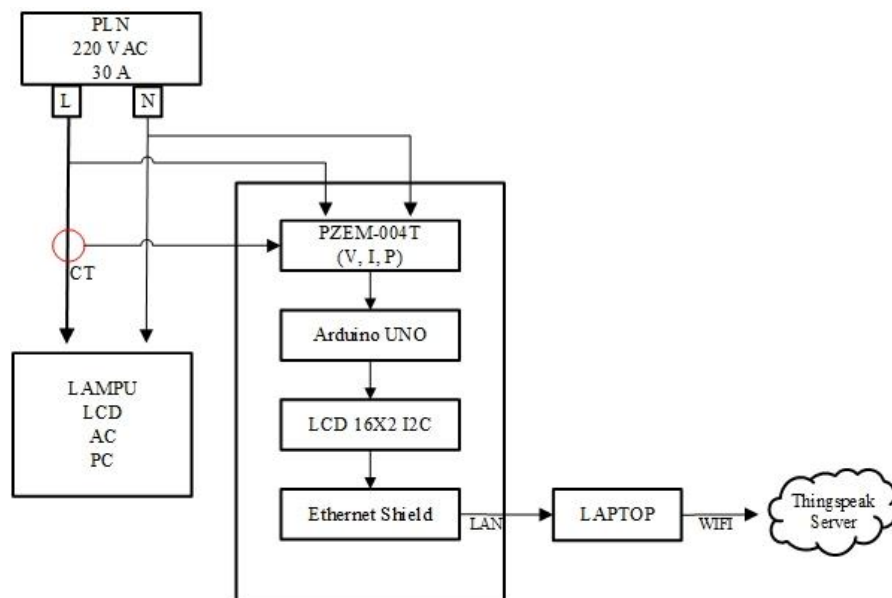 PLN
220 V AC
30 A
L
N
PZEM-004T
(V, I, P)
CT
Arduino UNO
LAMPU
LCD
AC
PC
LCD 16X2 I2C
Ethernet Shield
LAN
LAPTOP
WIFI
Thingspeak
Server